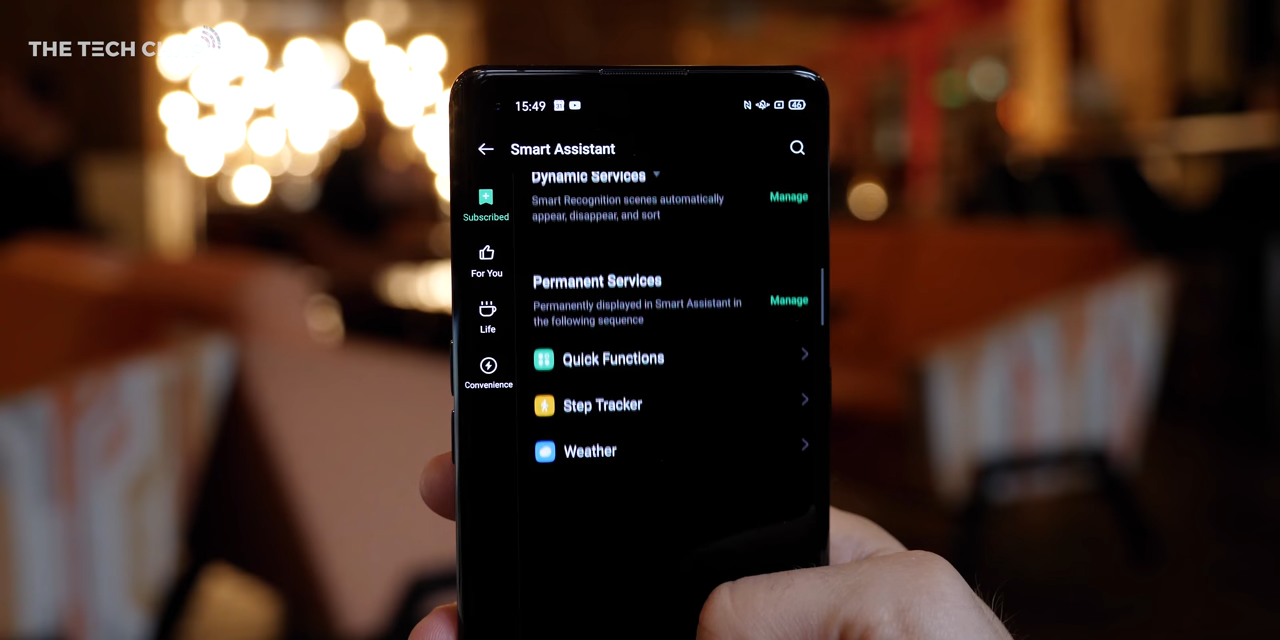 THE TECH
15:49
46
Smart Assistant
Dynamic Services
Smart Recognition scenes automatically
appear, disappear, and sort
Manage
Subscribed
For You
Life
Convenience
Permanent Services
Permanently displayed in Smart Assistant in
the following sequence
Manage
Quick Functions
Step Tracker
Weather